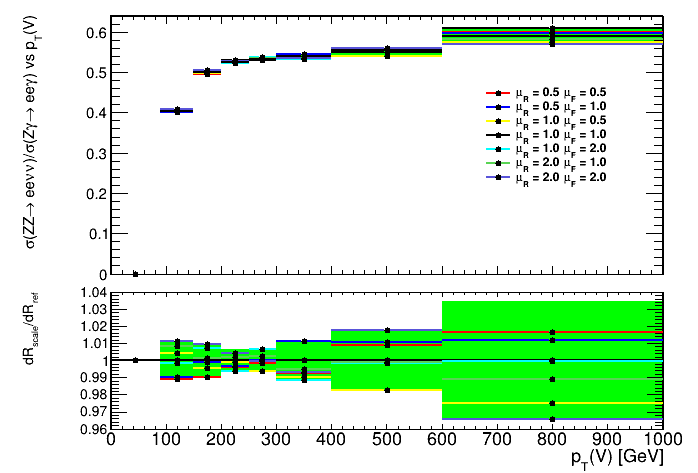 σ(ZZ→ eeνν)/σ(Zγ→ eeγ) vs p_T(V)
0.6
0.5
0.4
0.3
0.2
0.1
0
μ_R = 0.5 μ_F = 0.5
μ_R = 0.5 μ_F = 1.0
μ_R = 1.0 μ_F = 0.5
μ_R = 1.0 μ_F = 1.0
μ_R = 1.0 μ_F = 2.0
μ_R = 2.0 μ_F = 1.0
μ_R = 2.0 μ_F = 2.0
dR_scale/dR_ref
1.04
1.03
1.02
1.01
1
0.99
0.98
0.97
0.96
0 100 200 300 400 500 600 700 800 900 1000
p_T(V) [GeV]